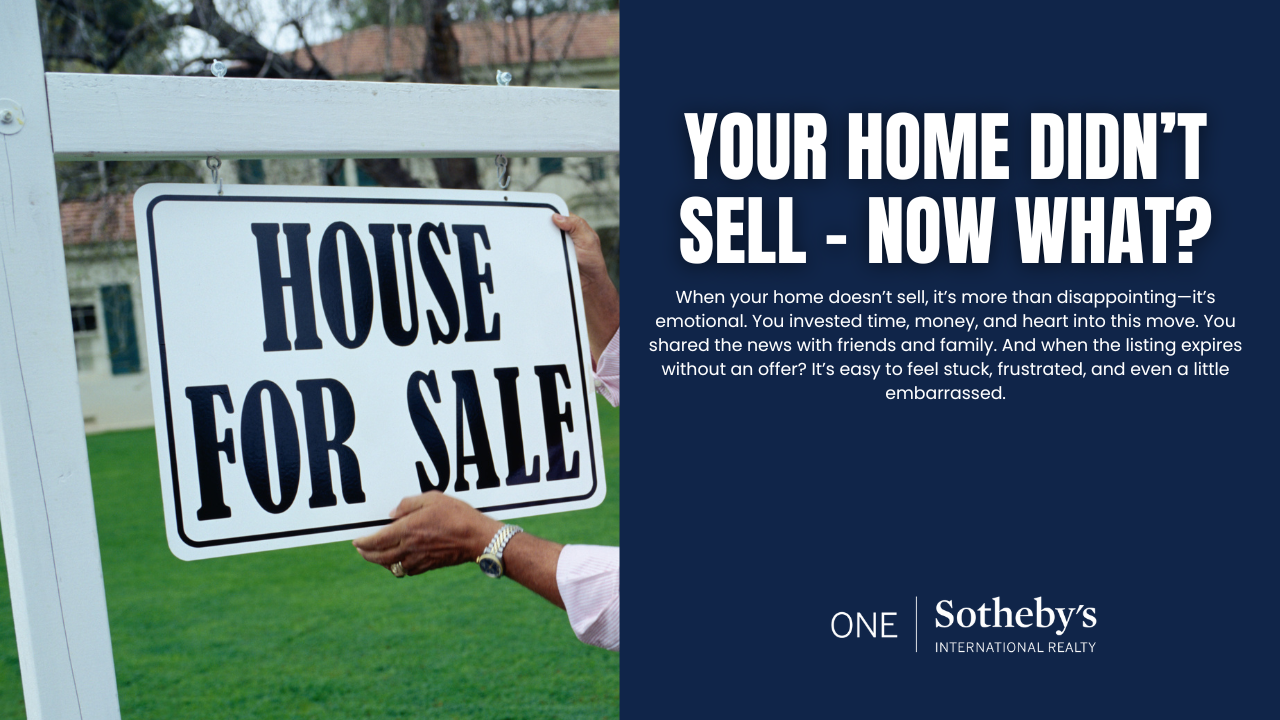 HOUSE
FOR SALE
YOUR HOME DIDN’T
SELL - NOW WHAT?
When your home doesn’t sell, it’s more than disappointing—it’s
emotional. You invested time, money, and heart into this move. You
shared the news with friends and family. And when the listing expires
without an offer? It’s easy to feel stuck, frustrated, and even a little
embarrassed.
ONE | Sotheby’s
INTERNATIONAL REALTY